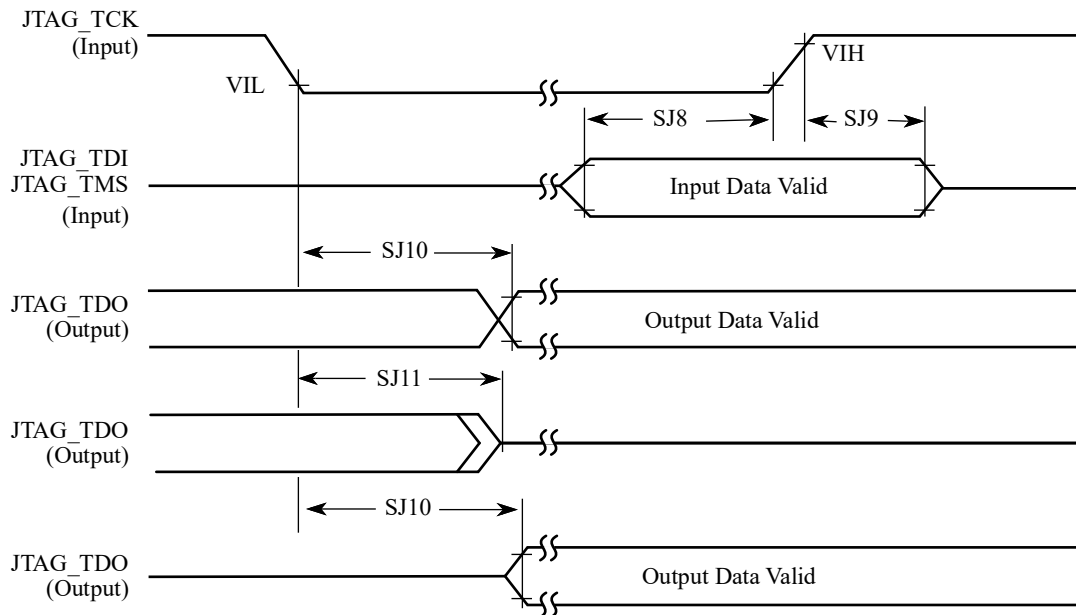 JTAG_TCK
(Input)
VIL
VIH
SJ8
SJ9
JTAG_TDI
JTAG_TMS
(Input)
Input Data Valid
SJ10
JTAG_TDO
(Output)
Output Data Valid
SJ11
JTAG_TDO
(Output)
SJ10
JTAG_TDO
(Output)
Output Data Valid